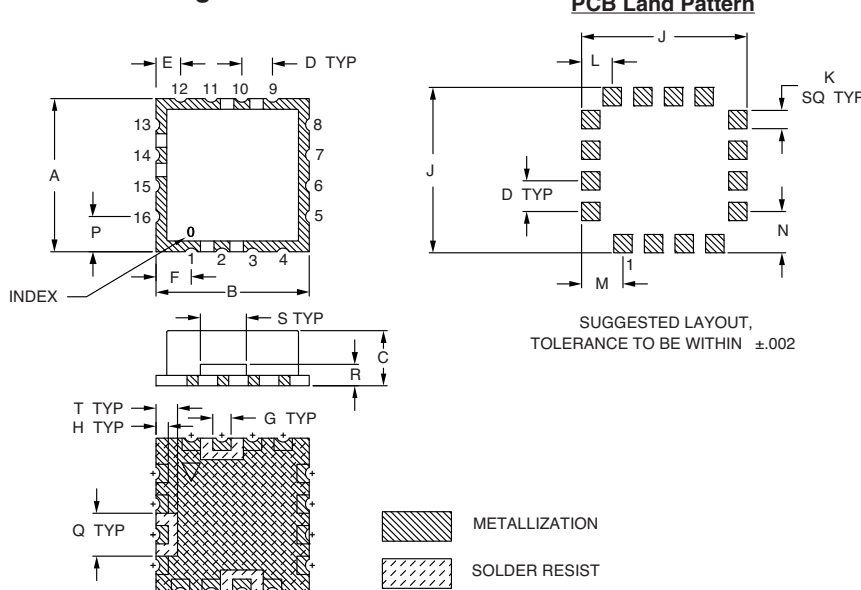 PCB Land Pattern
E
D TYP
12 11 10 9
13
14
15
16
8
7
6
5
A
P
0
1 2 3 4
F
B
INDEX
J
L
K
SQ TYP
J
D TYP
N
1
M
SUGGESTED LAYOUT,
TOLERANCE TO BE WITHIN ±.002
S TYP
C
R
T TYP
H TYP
G TYP
Q TYP
METALLIZATION
SOLDER RESIST